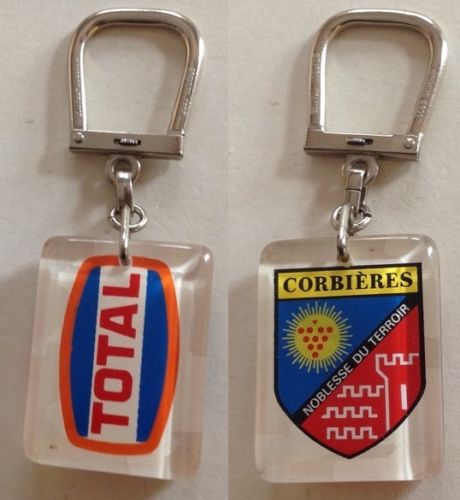 TOTAL
CORBIÈRES
NOBLESSE DU TERROIR